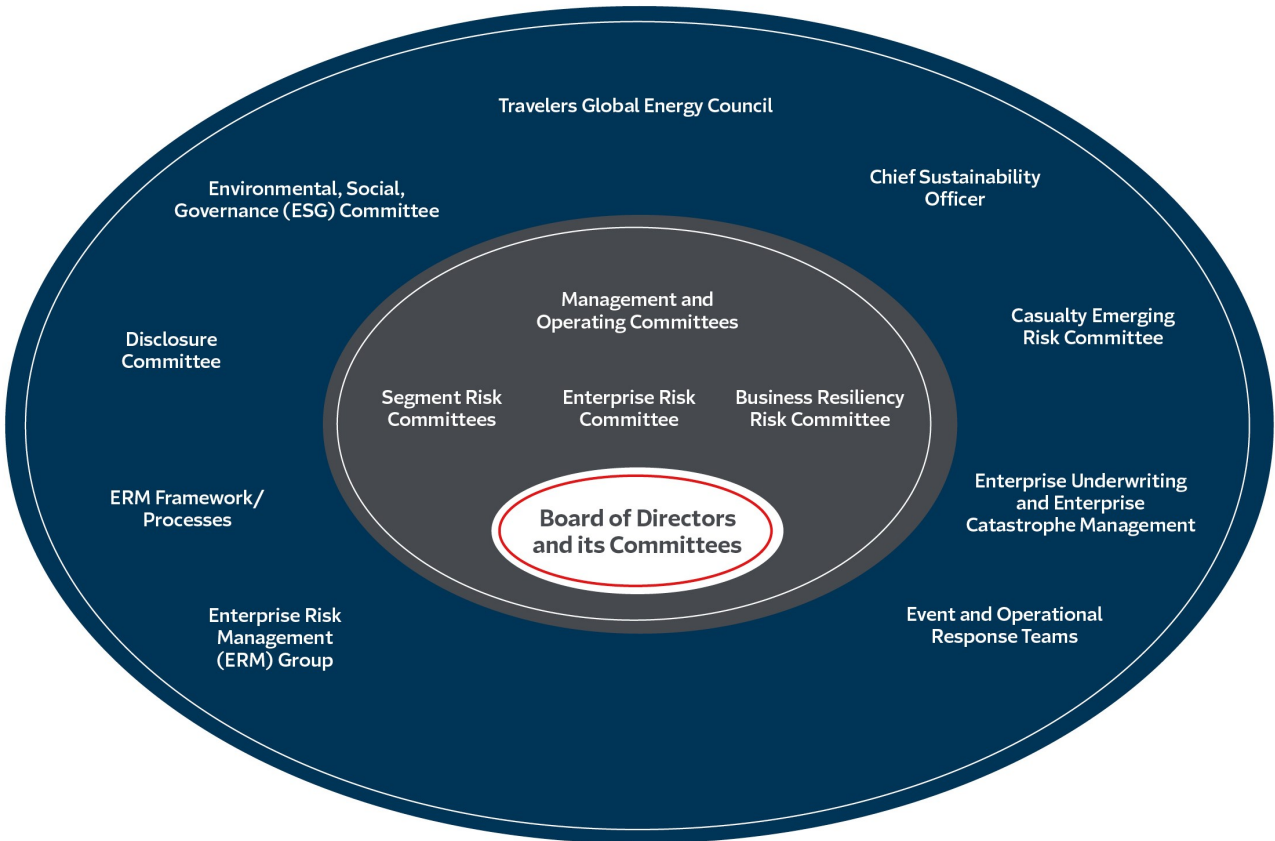 Travelers Global Energy Council
Environmental, Social,
Governance (ESG) Committee
Chief Sustainability
Officer
Management and
Operating Committees
Casualty Emerging
Risk Committee
Disclosure
Committee
Segment Risk
Committees
Enterprise Risk
Committee
Business Resiliency
Risk Committee
ERM Framework/
Processes
Board of Directors
and its Committees
Enterprise Underwriting
and Enterprise
Catastrophe Management
Enterprise Risk
Management
(ERM) Group
Event and Operational
Response Teams